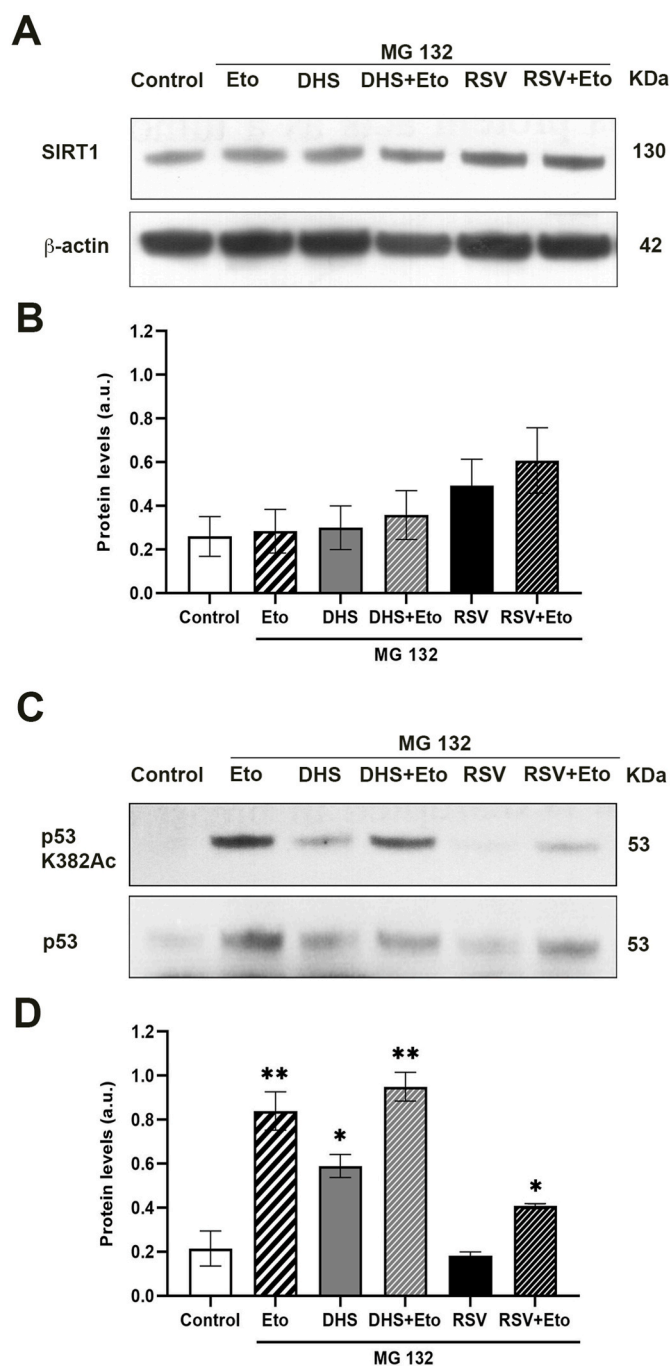 A
MG 132
Control Eto DHS DHS+Eto RSV RSV+Eto KDa
SIRT1 130
β-actin 42
B
Protein levels (a.u.)
1.2
1.0
0.8
0.6
0.4
0.2
0.0
Control Eto DHS DHS+Eto RSV RSV+Eto
MG 132
C
MG 132
Control Eto DHS DHS+Eto RSV RSV+Eto KDa
p53
K382Ac 53
p53 53
D
Protein levels (a.u.)
1.2
1.0
0.8
0.6
0.4
0.2
0.0
** * ** *
Control Eto DHS DHS+Eto RSV RSV+Eto
MG 132